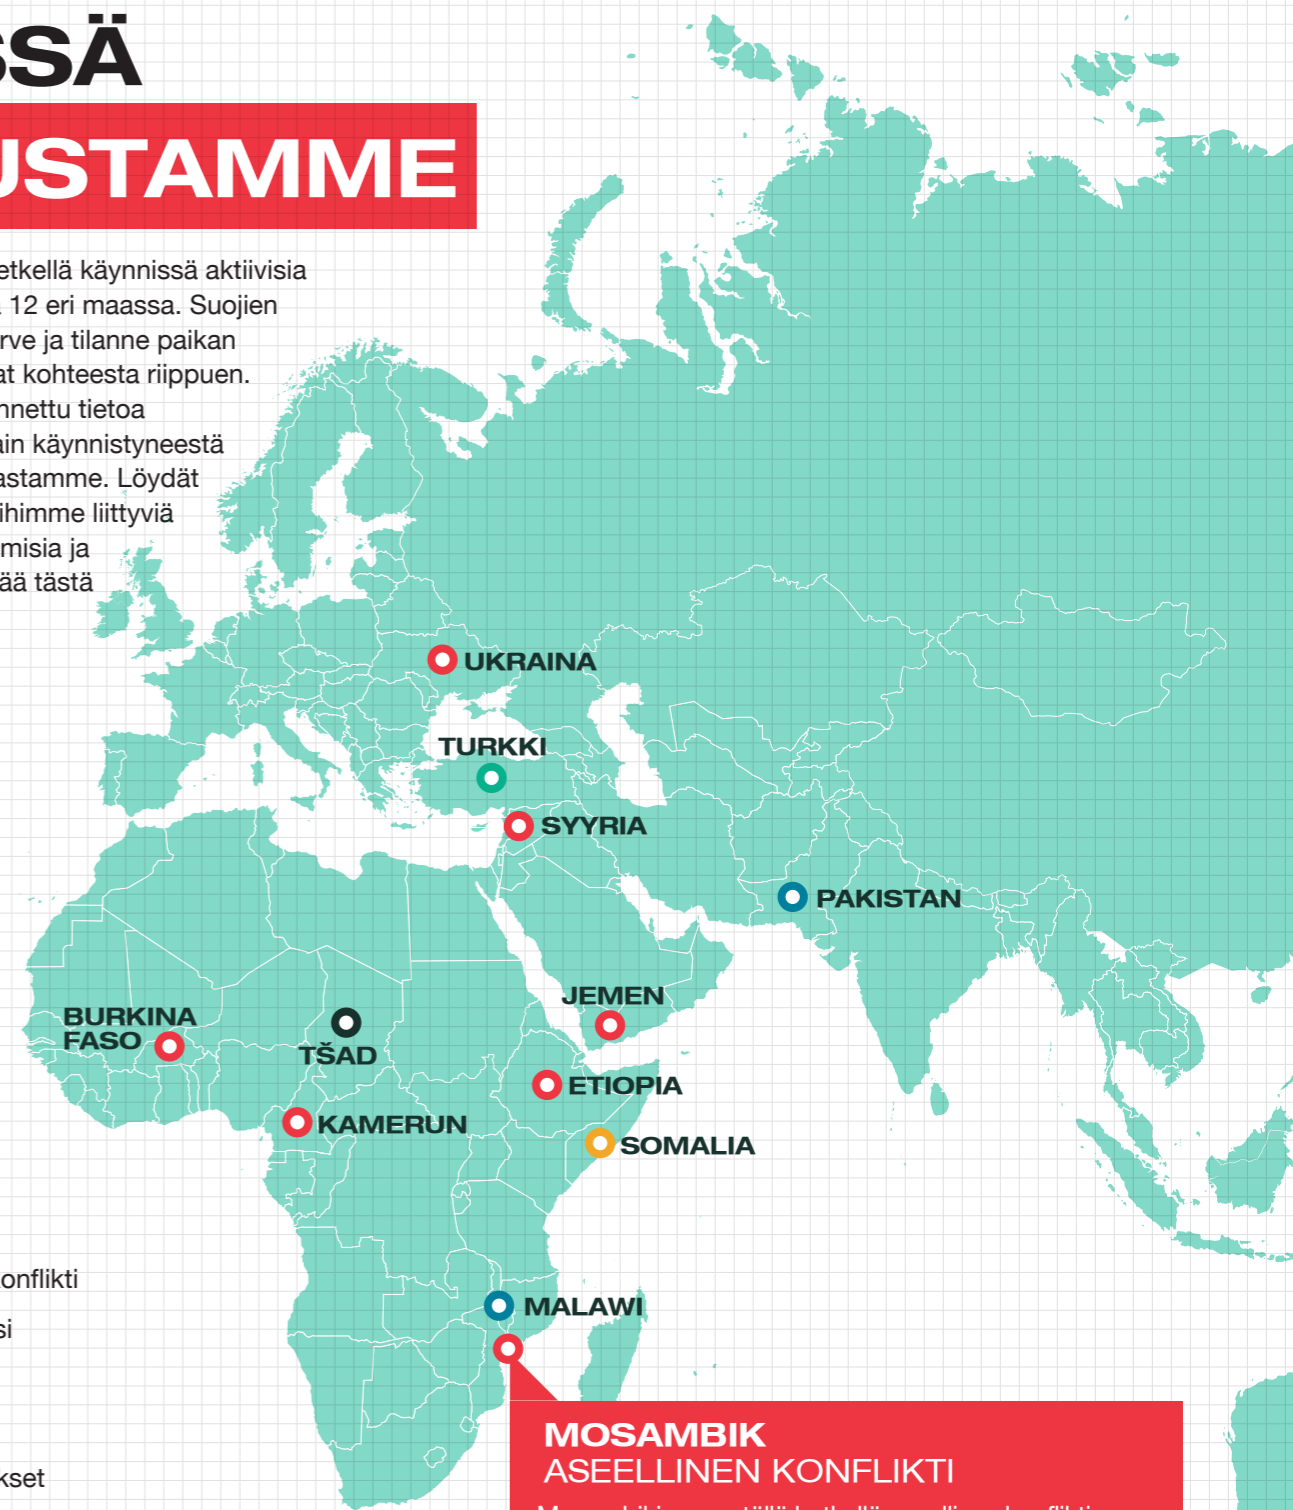 SSÄ
USTAMME
etkellä käynnissä aktiivisia
12 eri maassa. Suojien
rve ja tilanne paikan
at kohteesta riippuen.
nnettu tietoa
ain käynnistyneestä
astamme. Löydät
ihimme liittyviä
misia ja
ää tästä
UKRAINA
TURKKI
SYYRIA
PAKISTAN
JEMEN
BURKINA
FASO
TŠAD
ETIOPIA
KAMERUN
SOMALIA
onflikti
MALAWI
si
MOSAMBIK
ASEELLINEN KONFLIKTI
kset